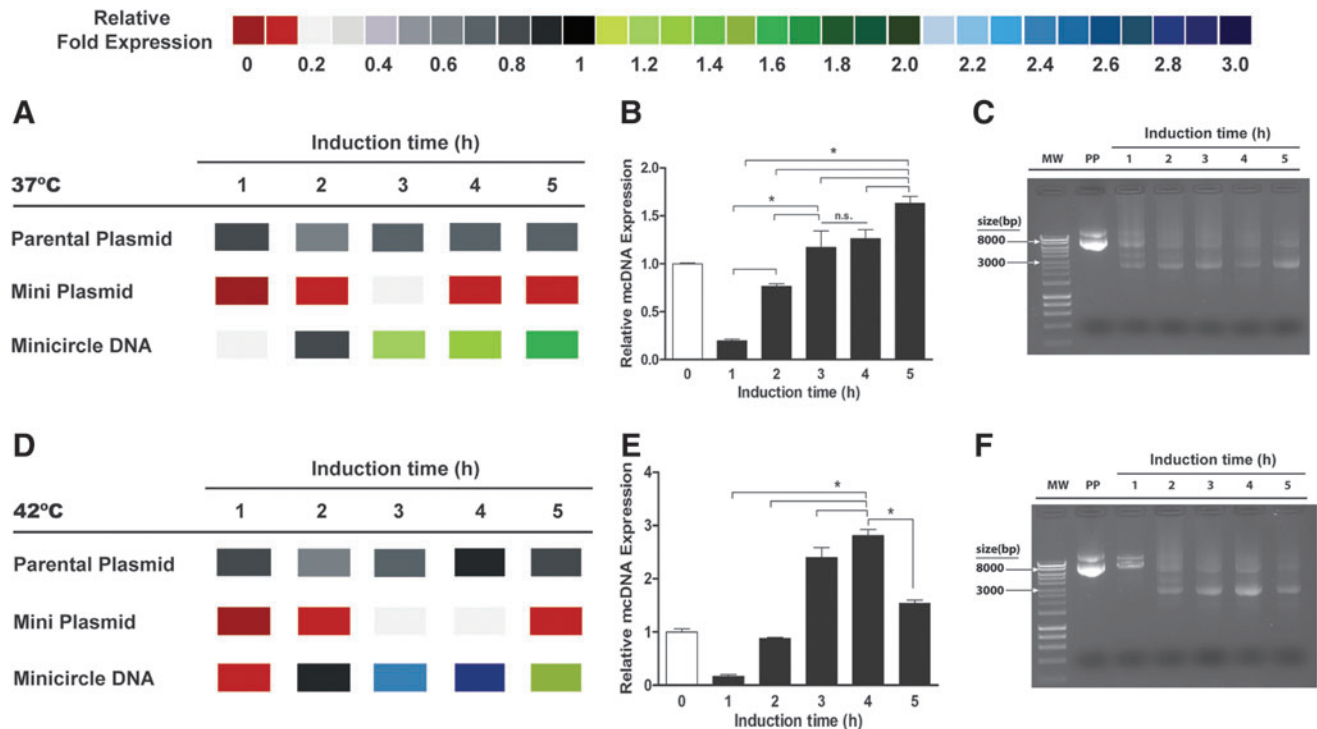 Relative
Fold Expression
0 0.2 0.4 0.6 0.8 1 1.2 1.4 1.6 1.8 2.0 2.2 2.4 2.6 2.8 3.0
A
Induction time (h)
37ºC 1 2 3 4 5
Parental Plasmid
Mini Plasmid
Minicircle DNA
B
Relative mcDNA Expression
2.0
1.5
1.0
0.5
0.0
*
*
n.s.
0 1 2 3 4 5
Induction time (h)
C
Induction time (h)
MW PP 1 2 3 4 5
size(bp)
8000
3000
D
Induction time (h)
42ºC 1 2 3 4 5
Parental Plasmid
Mini Plasmid
Minicircle DNA
E
Relative mcDNA Expression
4
3
2
1
0
*
*
0 1 2 3 4 5
Induction time (h)
F
Induction time (h)
MW PP 1 2 3 4 5
size(bp)
8000
3000